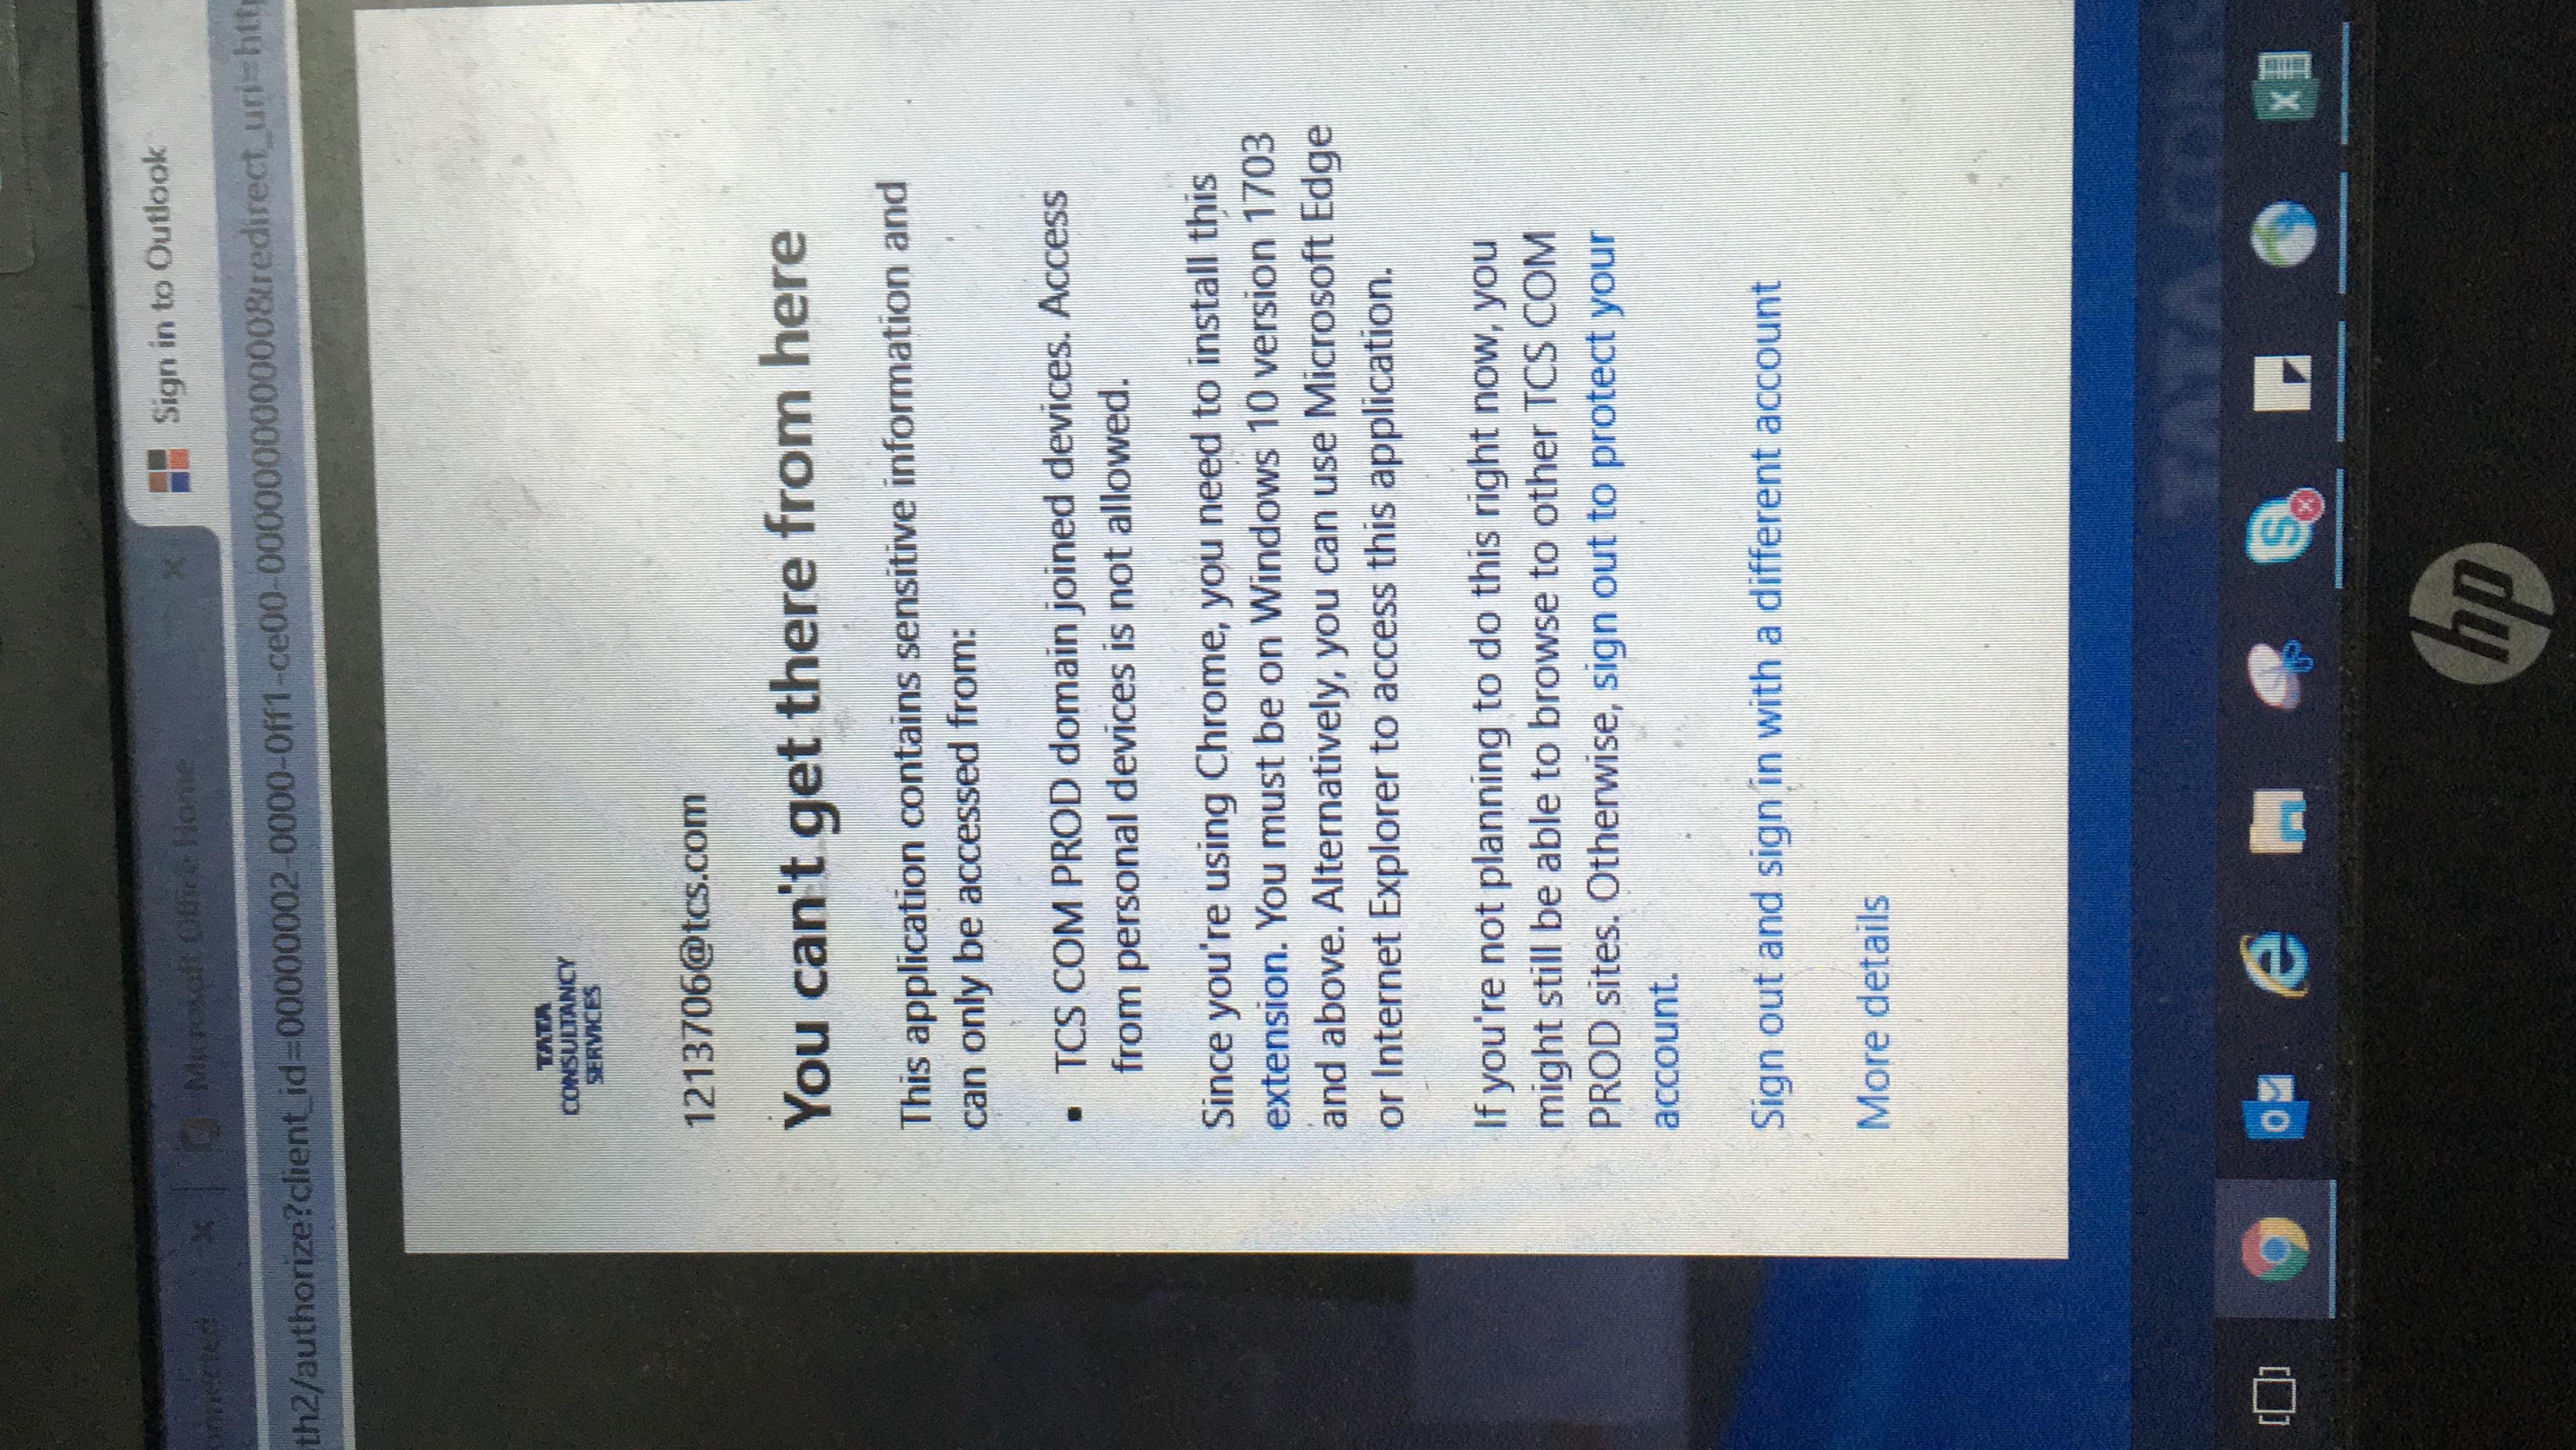 onnected
Microsoft Office Home
Sign in to Outlook
th2/authorize?client_id=00000002-0000-0ff1-ce00-000000000000&redirect_uri=http
TATA
CONSULTANCY
SERVICES
1213706@tcs.com
You can't get there from here
This application contains sensitive information and
can only be accessed from:
• TCS COM PROD domain joined devices. Access
from personal devices is not allowed.
Since you're using Chrome, you need to install this
extension. You must be on Windows 10 version 1703
and above. Alternatively, you can use Microsoft Edge
or Internet Explorer to access this application.
If you're not planning to do this right now, you
might still be able to browse to other TCS COM
PROD sites. Otherwise, sign out to protect your
account.
Sign out and sign in with a different account
More details
TATA CONS
hp